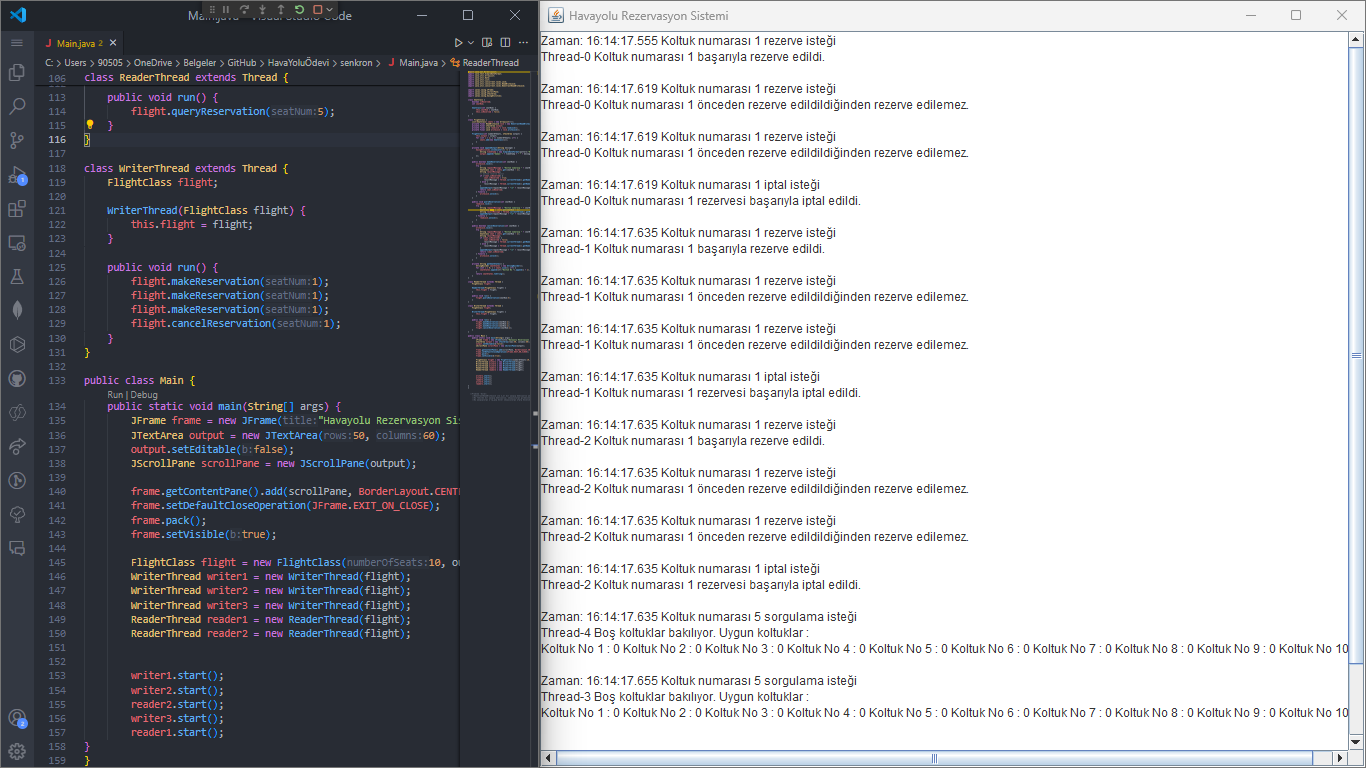 Main.java - Visual Studio Code
Main.java 2
C: > Users > 90505 > OneDrive > Belgeler > GitHub > HavaYoluÖdevi > senkron > Main.java > ReaderThread
106 class ReaderThread extends Thread {
113 public void run() {
114 flight.queryReservation(seatNum:5);
115 }
116 }
117
118 class WriterThread extends Thread {
119 FlightClass flight;
120
121 WriterThread(FlightClass flight) {
122 this.flight = flight;
123 }
124
125 public void run() {
126 flight.makeReservation(seatNum:1);
127 flight.makeReservation(seatNum:1);
128 flight.makeReservation(seatNum:1);
129 flight.cancelReservation(seatNum:1);
130 }
131 }
132
133 public class Main {
Run | Debug
134 public static void main(String[] args) {
135 JFrame frame = new JFrame(title:"Havayolu Rezervasyon Sis
136 JTextArea output = new JTextArea(rows:50, columns:60);
137 output.setEditable(b:false);
138 JScrollPane scrollPane = new JScrollPane(output);
139
140 frame.getContentPane().add(scrollPane, BorderLayout.CENT
141 frame.setDefaultCloseOperation(JFrame.EXIT_ON_CLOSE);
142 frame.pack();
143 frame.setVisible(b:true);
144
145 FlightClass flight = new FlightClass(numberOfSeats:10, ou
146 WriterThread writer1 = new WriterThread(flight);
147 WriterThread writer2 = new WriterThread(flight);
148 WriterThread writer3 = new WriterThread(flight);
149 ReaderThread reader1 = new ReaderThread(flight);
150 ReaderThread reader2 = new ReaderThread(flight);
151
152
153 writer1.start();
154 writer2.start();
155 reader2.start();
156 writer3.start();
157 reader1.start();
158 }
159 }
1
2
Havayolu Rezervasyon Sistemi
Zaman: 16:14:17.555 Koltuk numarası 1 rezerve isteği
Thread-0 Koltuk numarası 1 başarıyla rezerve edildi.
Zaman: 16:14:17.619 Koltuk numarası 1 rezerve isteği
Thread-0 Koltuk numarası 1 önceden rezerve edildildiğinden rezerve edilemez.
Zaman: 16:14:17.619 Koltuk numarası 1 rezerve isteği
Thread-0 Koltuk numarası 1 önceden rezerve edildildiğinden rezerve edilemez.
Zaman: 16:14:17.619 Koltuk numarası 1 iptal isteği
Thread-0 Koltuk numarası 1 rezervesi başarıyla iptal edildi.
Zaman: 16:14:17.635 Koltuk numarası 1 rezerve isteği
Thread-1 Koltuk numarası 1 başarıyla rezerve edildi.
Zaman: 16:14:17.635 Koltuk numarası 1 rezerve isteği
Thread-1 Koltuk numarası 1 önceden rezerve edildildiğinden rezerve edilemez.
Zaman: 16:14:17.635 Koltuk numarası 1 rezerve isteği
Thread-1 Koltuk numarası 1 önceden rezerve edildildiğinden rezerve edilemez.
Zaman: 16:14:17.635 Koltuk numarası 1 iptal isteği
Thread-1 Koltuk numarası 1 rezervesi başarıyla iptal edildi.
Zaman: 16:14:17.635 Koltuk numarası 1 rezerve isteği
Thread-2 Koltuk numarası 1 başarıyla rezerve edildi.
Zaman: 16:14:17.635 Koltuk numarası 1 rezerve isteği
Thread-2 Koltuk numarası 1 önceden rezerve edildildiğinden rezerve edilemez.
Zaman: 16:14:17.635 Koltuk numarası 1 rezerve isteği
Thread-2 Koltuk numarası 1 önceden rezerve edildildiğinden rezerve edilemez.
Zaman: 16:14:17.635 Koltuk numarası 1 iptal isteği
Thread-2 Koltuk numarası 1 rezervesi başarıyla iptal edildi.
Zaman: 16:14:17.635 Koltuk numarası 5 sorgulama isteği
Thread-4 Boş koltuklar bakılıyor. Uygun koltuklar :
Koltuk No 1 : 0 Koltuk No 2 : 0 Koltuk No 3 : 0 Koltuk No 4 : 0 Koltuk No 5 : 0 Koltuk No 6 : 0 Koltuk No 7 : 0 Koltuk No 8 : 0 Koltuk No 9 : 0 Koltuk No 10
Zaman: 16:14:17.655 Koltuk numarası 5 sorgulama isteği
Thread-3 Boş koltuklar bakılıyor. Uygun koltuklar :
Koltuk No 1 : 0 Koltuk No 2 : 0 Koltuk No 3 : 0 Koltuk No 4 : 0 Koltuk No 5 : 0 Koltuk No 6 : 0 Koltuk No 7 : 0 Koltuk No 8 : 0 Koltuk No 9 : 0 Koltuk No 10